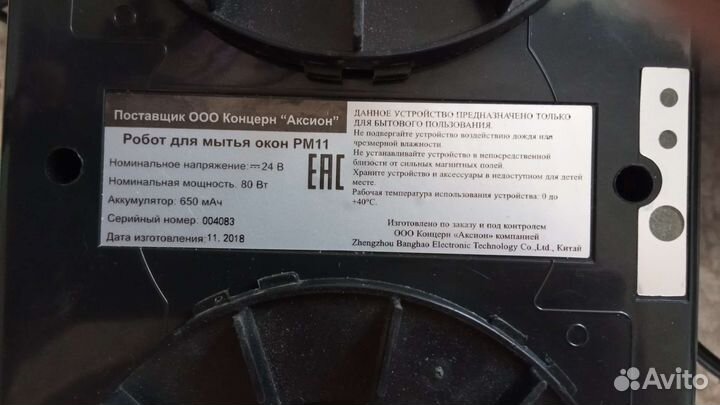 Поставщик ООО Концерн "Аксион"
Робот для мытья окон РМ11
Номинальное напряжение: ⎓ 24 В
Номинальная мощность. 80 Вт
Аккумулятор: 650 мАч
Серийный номер: 004083
Дата изготовления: 11. 2018
EAC
ДАННОЕ УСТРОЙСТВО ПРЕДНАЗНАЧЕНО ТОЛЬКО
ДЛЯ БЫТОВОГО ПОЛЬЗОВАНИЯ.
Не подвергайте устройство воздействию дождя или
чрезмерной влажности.
Не устанавливайте устройство в непосредственной
близости от сильных магнитных полей.
Храните устройство и аксессуары в недоступном для детей
месте.
Рабочая температура использования устройства: 0 до
+40°С.
Изготовлено по заказу и под контролем
ООО Концерн «Аксион» компанией
Zhengzhou Banghao Electronic Technology Co.,Ltd., Китай
Avito